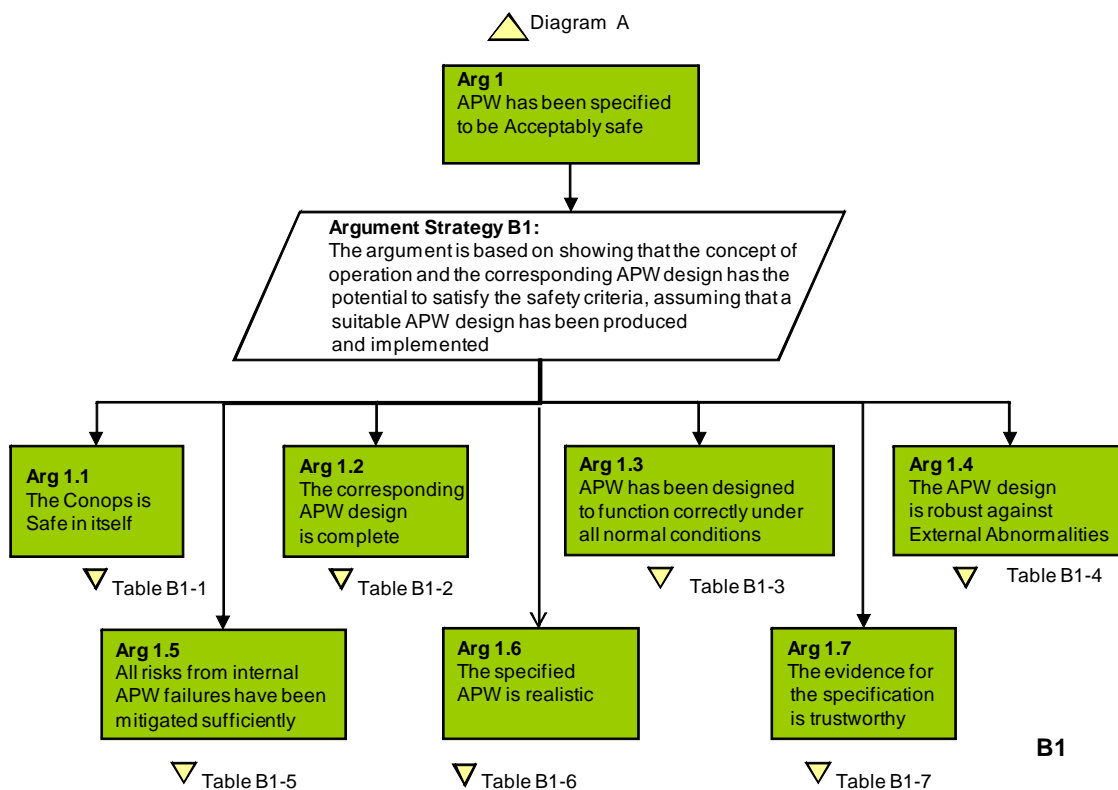 Diagram A
Arg 1
APW has been specified
to be Acceptably safe
Argument Strategy B1:
The argument is based on showing that the concept of
operation and the corresponding APW design has the
potential to satisfy the safety criteria, assuming that a
suitable APW design has been produced
and implemented
Arg 1.1
The Conops is
Safe in itself
Table B1-1
Arg 1.2
The corresponding
APW design
is complete
Table B1-2
Arg 1.3
APW has been designed
to function correctly under
all normal conditions
Table B1-3
Arg 1.4
The APW design
is robust against
External Abnormalities
Table B1-4
Arg 1.5
All risks from internal
APW failures have been
mitigated sufficiently
Table B1-5
Arg 1.6
The specified
APW is realistic
Table B1-6
Arg 1.7
The evidence for
the specification
is trustworthy
Table B1-7
B1